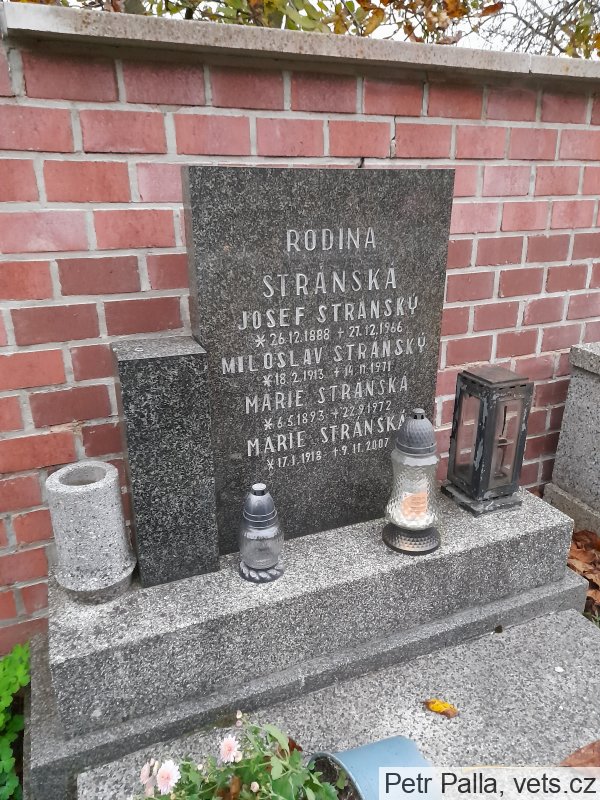 RODINA
STRÁNSKÁ
JOSEF STRÁNSKÝ
*26.12.1888 +27.12.1966
MILOSLAV STRÁNSKÝ
*18.2.1913 +14.11.1971
MARIE STRÁNSKÁ
*6.5.1893 +22.9.1972
MARIE STRÁNSKÁ
*17.1.1918 +9.11.2007
Petr Palla, vets.cz